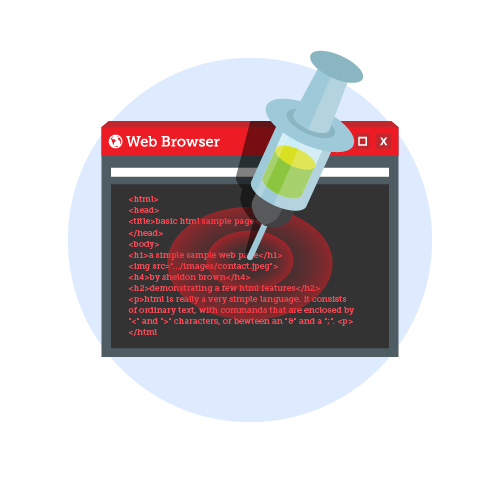 Web Browser
X
<html>
<head>
<title>basic html sample page
</head>
<body>
<h1>a simple sample web page</h1>
<img src=".../images/contact.jpeg">
<h4>by sheldon brown</h4>
<h2>demonstrating a few html features</h2>
<p>html is really a very simple language. It consists
of ordinary text, with commands that are enclosed by
"<" and ">" characters, or bewteen an "&" and a ";". <p>
</html